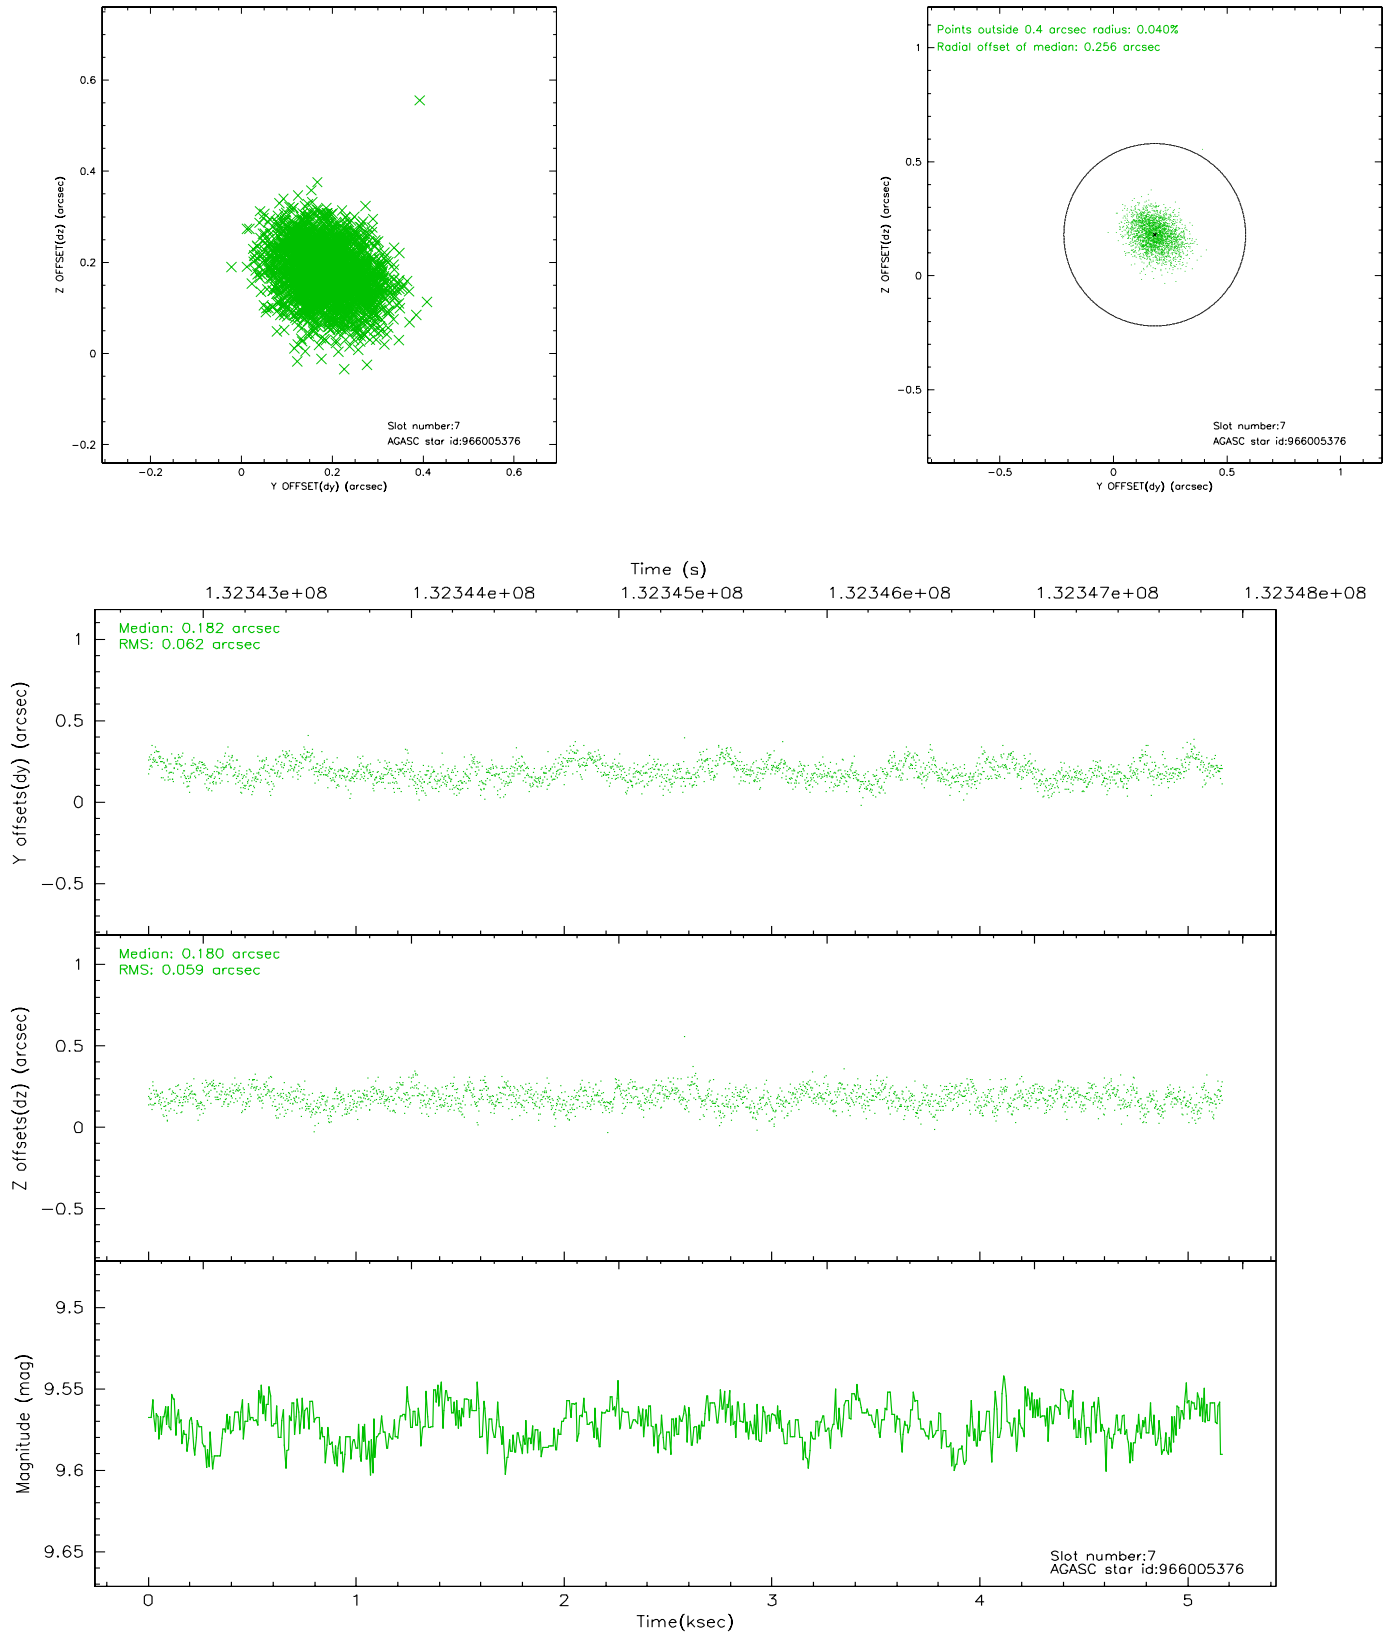 0.6
0.4
0.2
0
−0.2
Z OFFSET(dz) (arcsec)
Slot number:7
AGASC star id:966005376
−0.2 0 0.2 0.4 0.6
Y OFFSET(dy) (arcsec)
Points outside 0.4 arcsec radius: 0.040%
Radial offset of median: 0.256 arcsec
1
0.5
0
−0.5
Z OFFSET(dz) (arcsec)
Slot number:7
AGASC star id:966005376
−0.5 0 0.5 1
Y OFFSET(dy) (arcsec)
Time (s)
1.32343e+08 1.32344e+08 1.32345e+08 1.32346e+08 1.32347e+08 1.32348e+08
Median: 0.182 arcsec
RMS: 0.062 arcsec
1
0.5
0
−0.5
Y offsets(dy) (arcsec)
Median: 0.180 arcsec
RMS: 0.059 arcsec
1
0.5
0
−0.5
Z offsets(dz) (arcsec)
9.5
9.55
9.6
9.65
Magnitude (mag)
Slot number:7
AGASC star id:966005376
0 1 2 3 4 5
Time(ksec)